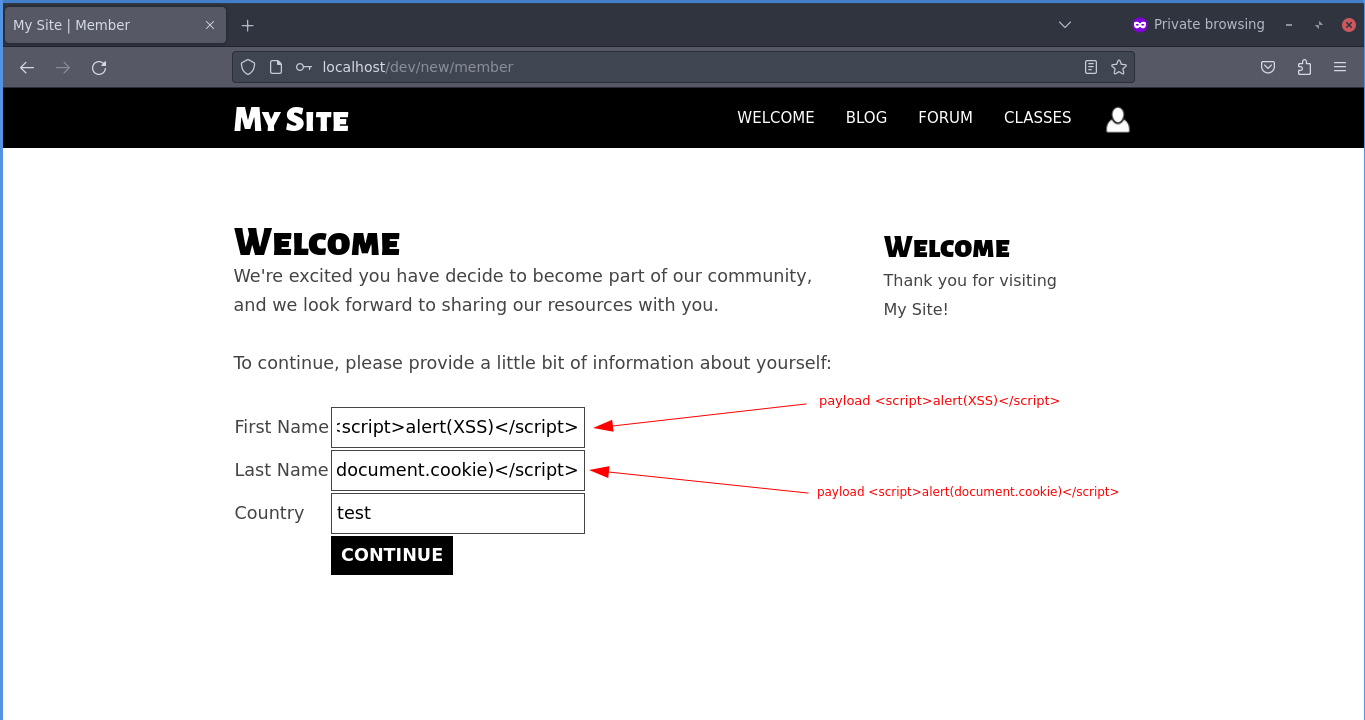 My Site | Member
Private browsing
localhost/dev/new/member
My Site
WELCOME BLOG FORUM CLASSES
Welcome
We're excited you have decide to become part of our community,
and we look forward to sharing our resources with you.
To continue, please provide a little bit of information about yourself:
Welcome
Thank you for visiting
My Site!
payload <script>alert(XSS)</script>
First Name script>alert(XSS)</script>
Last Name document.cookie)</script>
payload <script>alert(document.cookie)</script>
Country test
CONTINUE